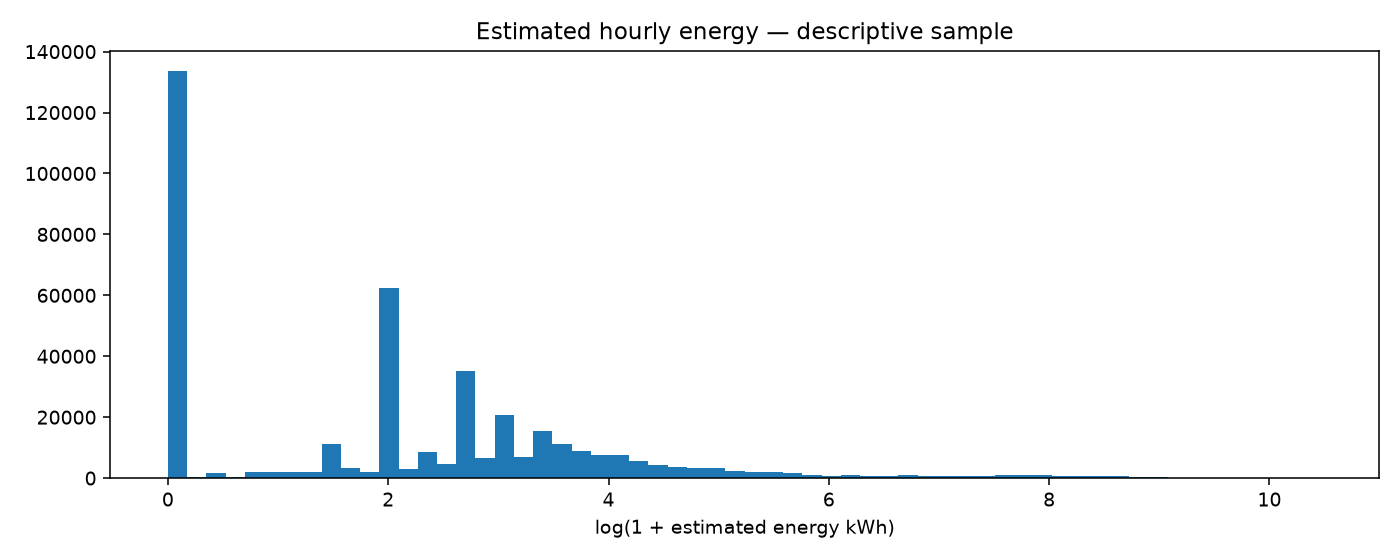 Estimated hourly energy — descriptive sample
140000
120000
100000
80000
60000
40000
20000
0
0 2 4 6 8 10
log(1 + estimated energy kWh)